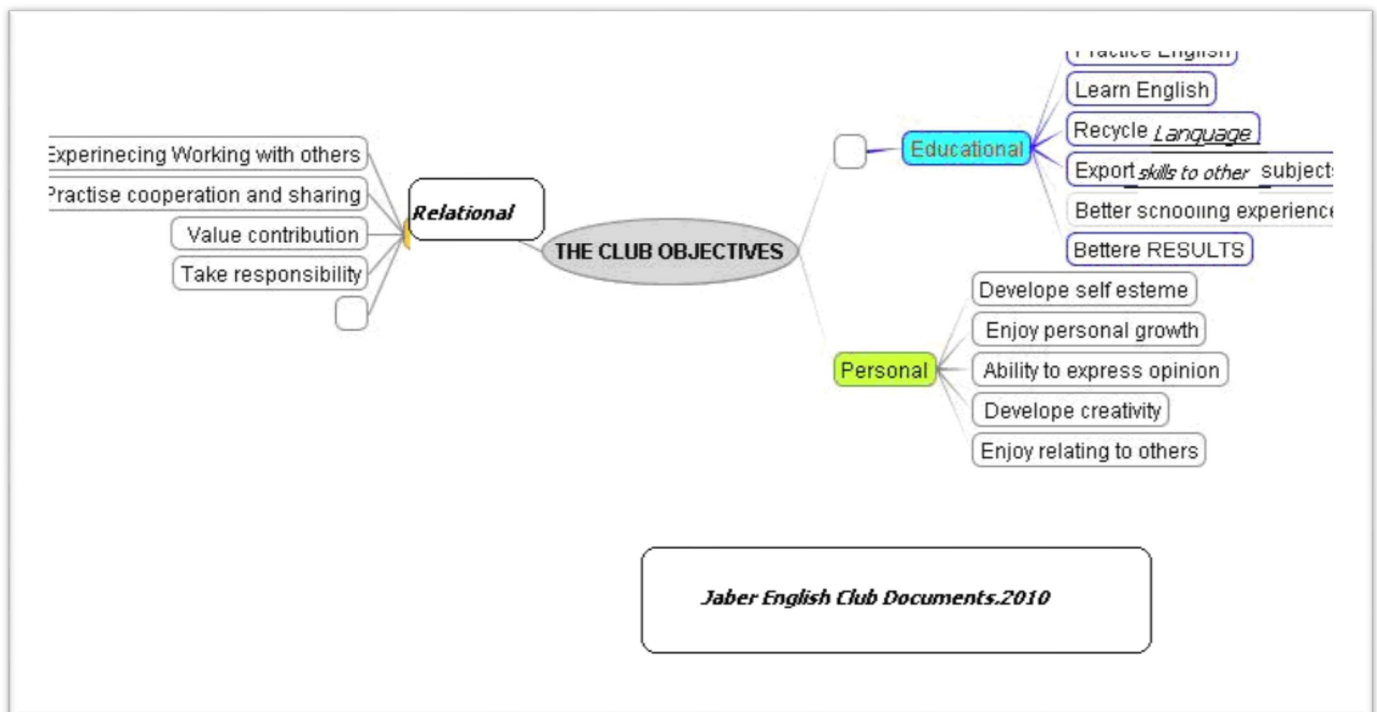 Experinecing Working with others
Practise cooperation and sharing
Value contribution
Take responsibility
Relational
THE CLUB OBJECTIVES
Educational
Practice English
Learn English
Recycle Language
Export skills to other subjects
Better schooling experience
Bettere RESULTS
Personal
Develope self esteme
Enjoy personal growth
Ability to express opinion
Develope creativity
Enjoy relating to others
Jaber English Club Documents.2010